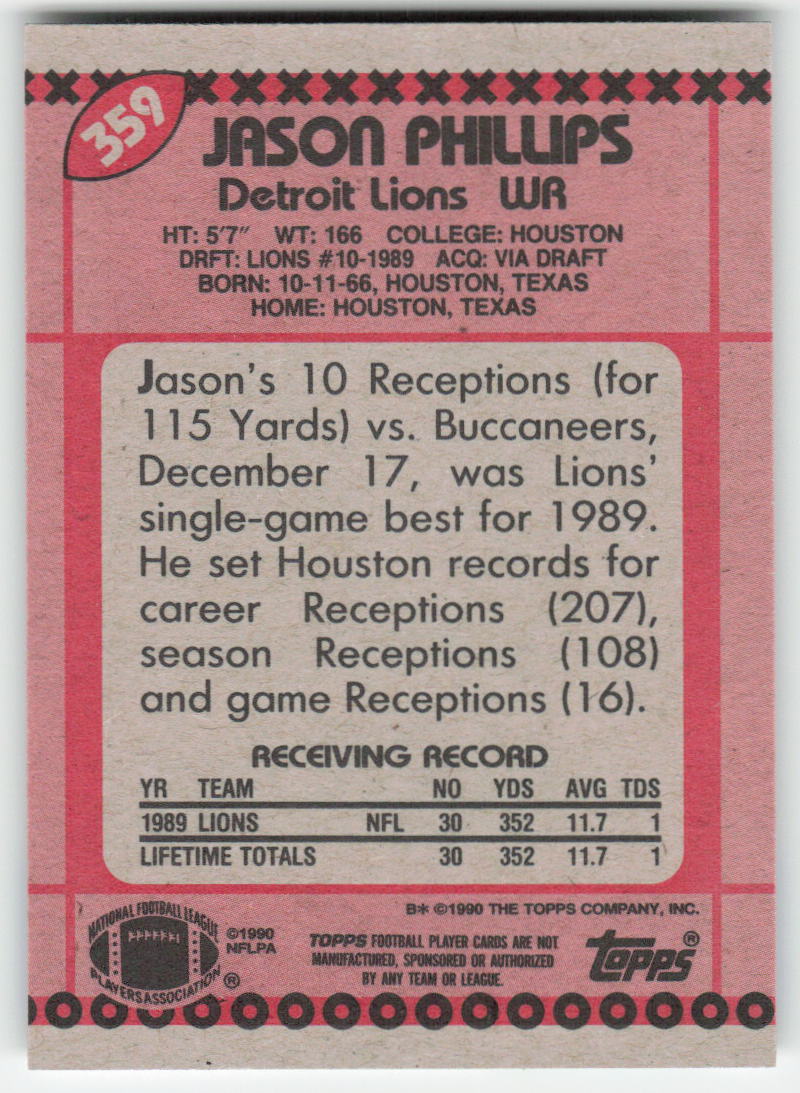 359
JASON PHILLIPS
Detroit Lions WR
HT: 5'7" WT: 166 COLLEGE: HOUSTON
DRFT: LIONS #10-1989 ACQ: VIA DRAFT
BORN: 10-11-66, HOUSTON, TEXAS
HOME: HOUSTON, TEXAS
Jason's 10 Receptions (for
115 Yards) vs. Buccaneers,
December 17, was Lions'
single-game best for 1989.
He set Houston records for
career Receptions (207),
season Receptions (108)
and game Receptions (16).
RECEIVING RECORD
YR TEAM NO YDS AVG TDS
1989 LIONS NFL 30 352 11.7 1
LIFETIME TOTALS 30 352 11.7 1
B* ©1990 THE TOPPS COMPANY, INC.
NATIONAL FOOTBALL LEAGUE
PLAYERS ASSOCIATION ®
©1990
NFLPA
TOPPS FOOTBALL PLAYER CARDS ARE NOT
MANUFACTURED, SPONSORED OR AUTHORIZED
BY ANY TEAM OR LEAGUE.
TOPPS®